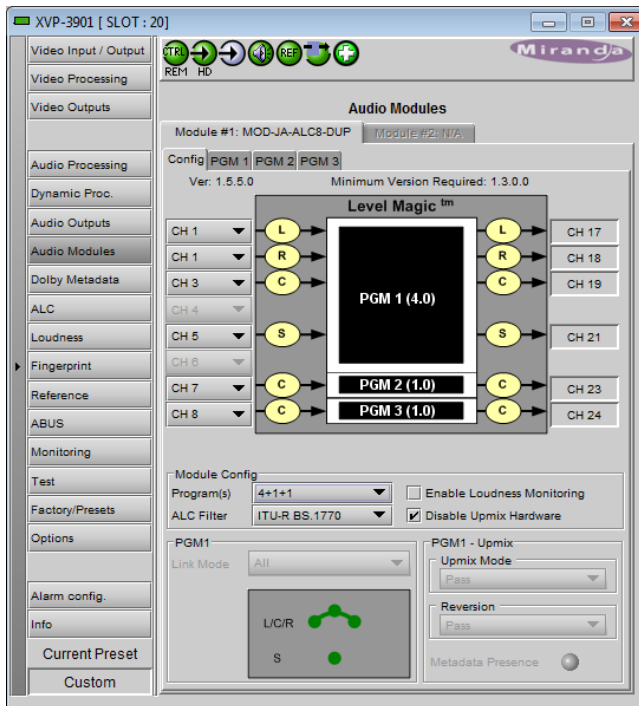 XVP-3901 [ SLOT : 20]
Video Input / Output
Video Processing
Video Outputs
Audio Processing
Dynamic Proc.
Audio Outputs
Audio Modules
Dolby Metadata
ALC
Loudness
Fingerprint
Reference
ABUS
Monitoring
Test
Factory/Presets
Options
Alarm config.
Info
Current Preset
Custom
CTRL REF
REM HD
Miranda
Audio Modules
Module #1: MOD-JA-ALC8-DUP Module #2: N/A
Config PGM 1 PGM 2 PGM 3
Ver: 1.5.5.0 Minimum Version Required: 1.3.0.0
Level Magic tm
CH 1 L L CH 17
CH 1 R R CH 18
CH 3 C C CH 19
CH 4
PGM 1 (4.0)
CH 5 S S CH 21
CH 6
CH 7 C PGM 2 (1.0) C CH 23
CH 8 C PGM 3 (1.0) C CH 24
Module Config
Program(s) 4+1+1 Enable Loudness Monitoring
ALC Filter ITU-R BS.1770 Disable Upmix Hardware
PGM1
Link Mode All
L/C/R
S
PGM1 - Upmix
Upmix Mode
Pass
Reversion
Pass
Metadata Presence